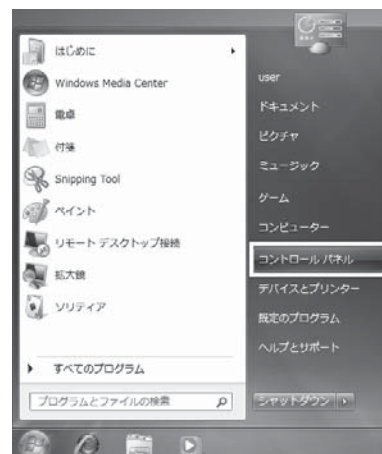 はじめに
Windows Media Center
電卓
付箋
Snipping Tool
ペイント
リモート デスクトップ接続
拡大鏡
ソリティア
すべてのプログラム
プログラムとファイルの検索
user
ドキュメント
ピクチャ
ミュージック
ゲーム
コンピューター
コントロール パネル
デバイスとプリンター
既定のプログラム
ヘルプとサポート
シャットダウン